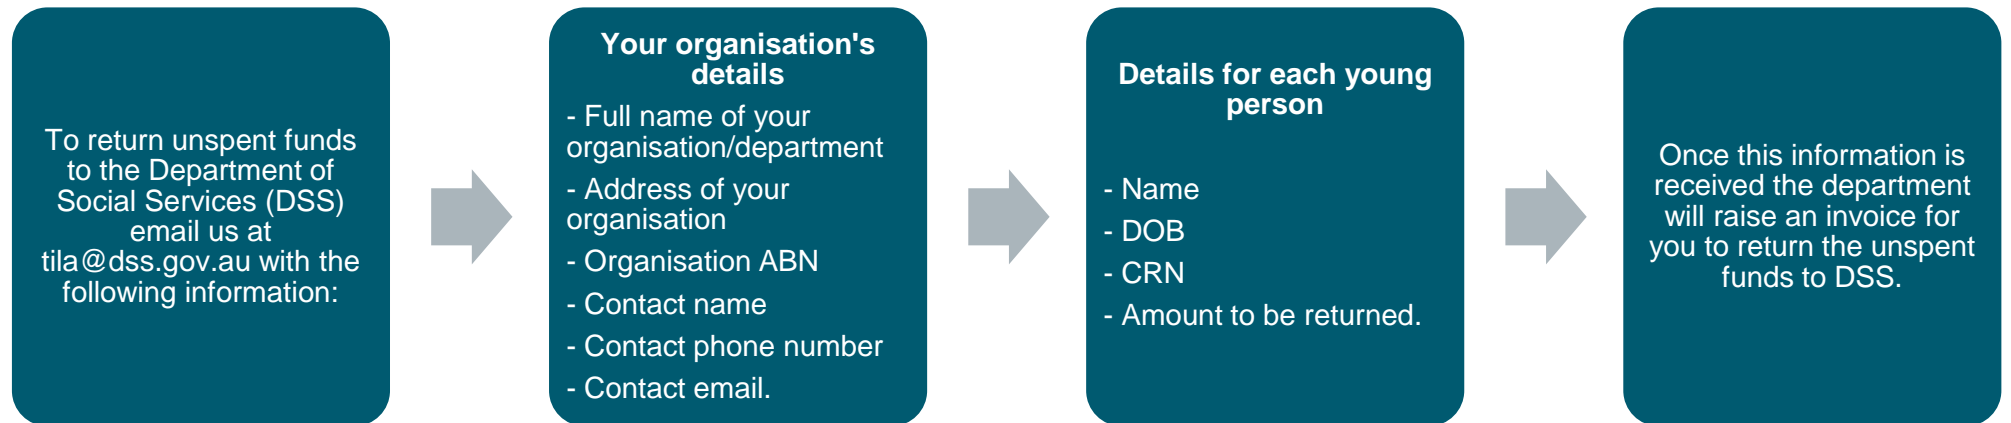 To return unspent funds
to the Department of
Social Services (DSS)
email us at
tila@dss.gov.au with the
following information:
Your organisation's
details
- Full name of your
organisation/department
- Address of your
organisation
- Organisation ABN
- Contact name
- Contact phone number
- Contact email.
Details for each young
person
- Name
- DOB
- CRN
- Amount to be returned.
Once this information is
received the department
will raise an invoice for
you to return the unspent
funds to DSS.